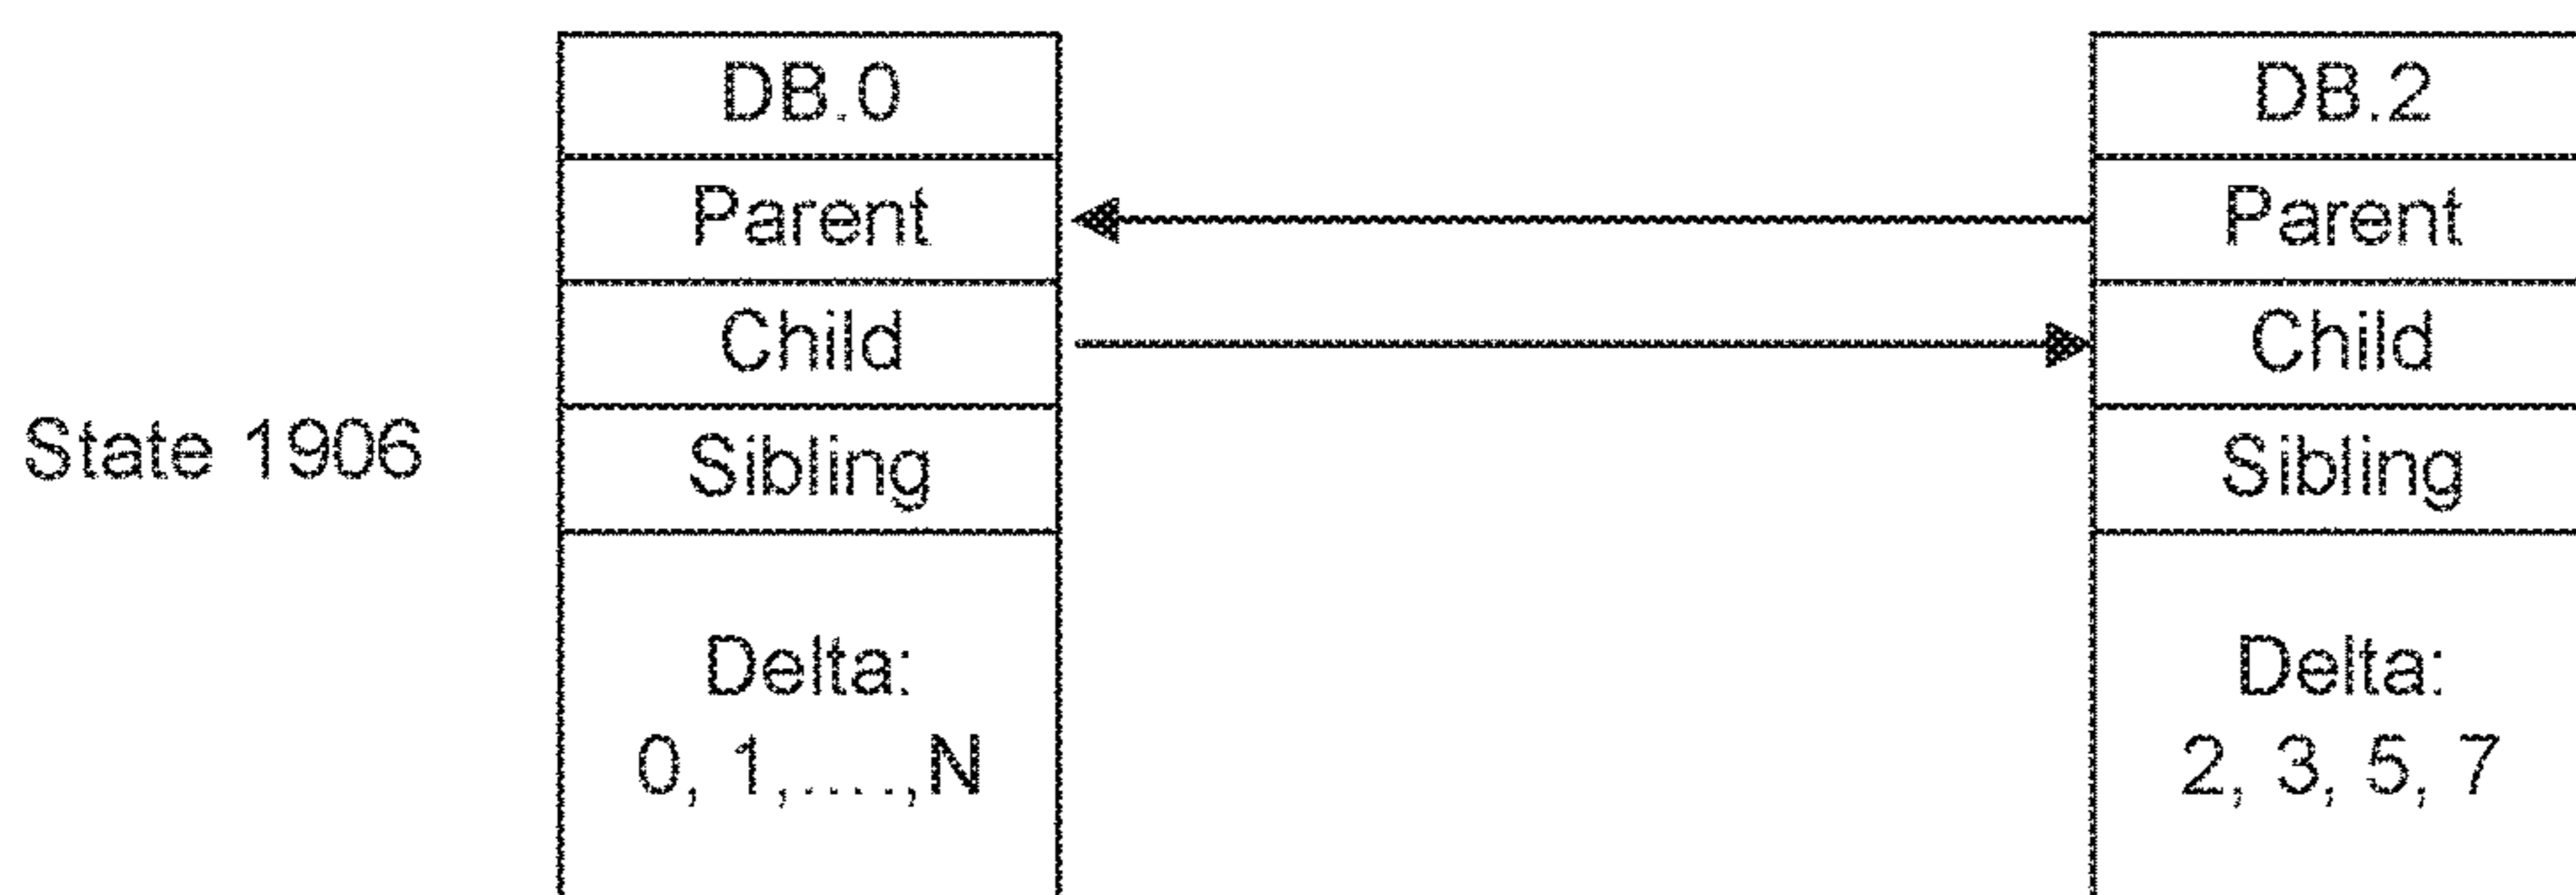 State 1906
DB.0
Parent
Child
Sibling
Delta:
0, 1,....,N
DB.2
Parent
Child
Sibling
Delta:
2, 3, 5, 7